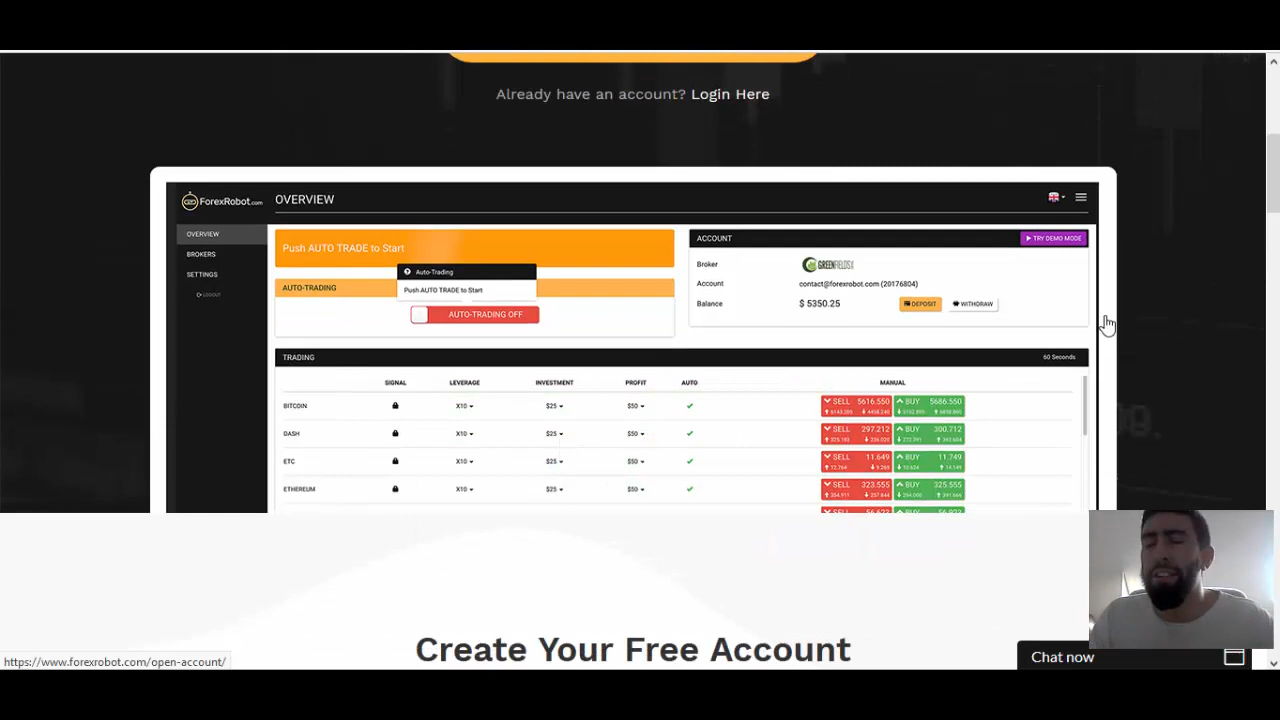 Already have an account? Login Here
ForexRobot.com
OVERVIEW
OVERVIEW
BROKERS
SETTINGS
LOGOUT
Push AUTO TRADE to Start
AUTO-TRADING
Auto-Trading
Push AUTO TRADE to Start
AUTO-TRADING OFF
ACCOUNT
TRY DEMO MODE
Broker
GREENFIELDS
Account
contact@forexrobot.com (20176804)
Balance
$ 5350.25
DEPOSIT
WITHDRAW
TRADING
60 Seconds
SIGNAL LEVERAGE INVESTMENT PROFIT AUTO MANUAL
BITCOIN X10 $25 $50 SELL 5616.550 BUY 5686.550
DASH X10 $25 $50 SELL 297.212 BUY 300.712
ETC X10 $25 $50 SELL 11.649 BUY 11.749
ETHEREUM X10 $25 $50 SELL 323.555 BUY 325.555
Create Your Free Account
https://www.forexrobot.com/open-account/
Chat now